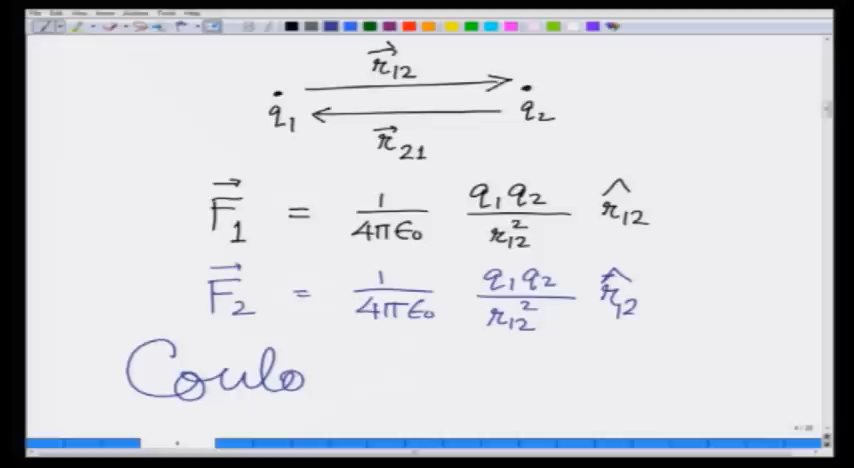 r⃗₁₂
q₁ q₂
r⃗₂₁
F⃗₁ = 1/4πϵ₀ q₁q₂/r₁₂² r̂₁₂
F⃗₂ = 1/4πϵ₀ q₁q₂/r₁₂² r̂₁₂
Coulo